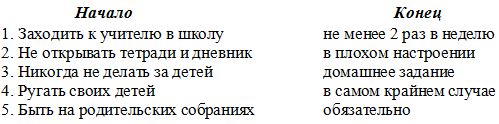 Начало Конец
1. Заходить к учителю в школу не менее 2 раз в неделю
2. Не открывать тетради и дневник в плохом настроении
3. Никогда не делать за детей домашнее задание
4. Ругать своих детей в самом крайнем случае
5. Быть на родительских собраниях обязательно